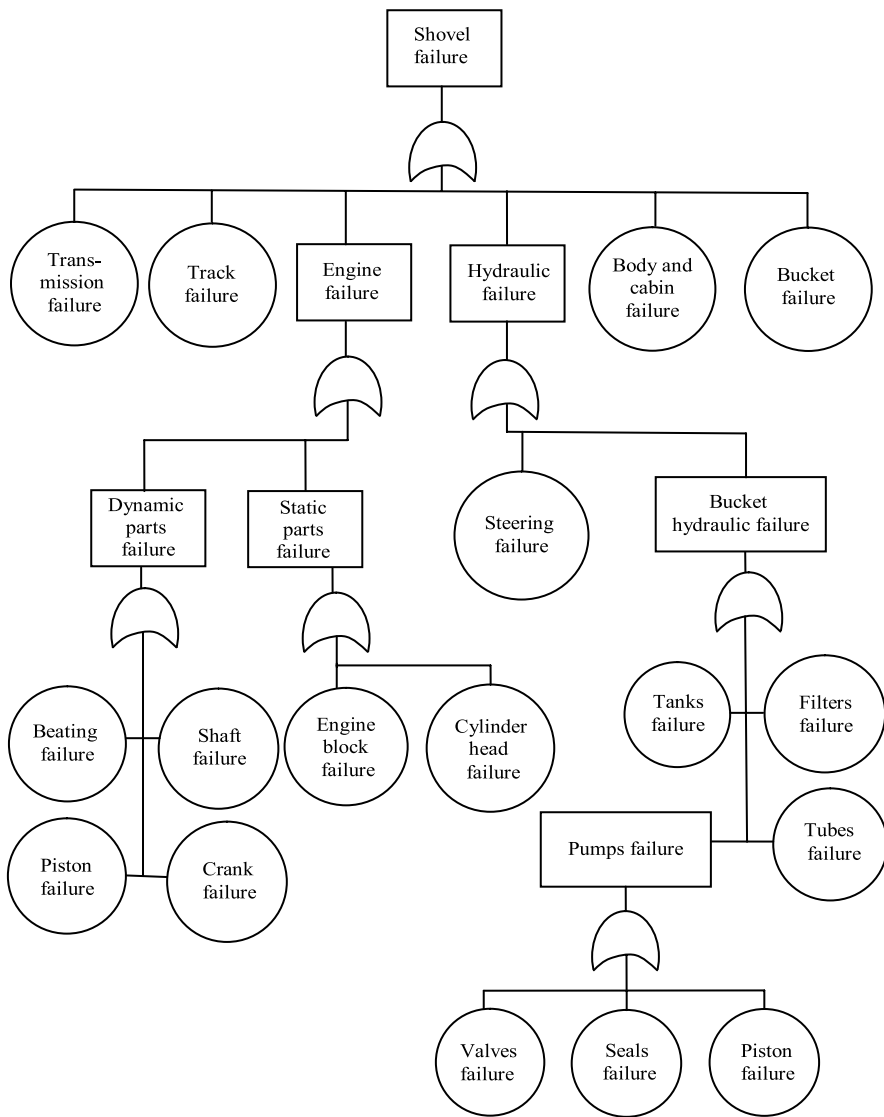 Shovel
failure
Trans-
mission
failure
Track
failure
Engine
failure
Hydraulic
failure
Body and
cabin
failure
Bucket
failure
Dynamic
parts
failure
Static
parts
failure
Steering
failure
Bucket
hydraulic failure
Beating
failure
Shaft
failure
Engine
block
failure
Cylinder
head
failure
Tanks
failure
Filters
failure
Piston
failure
Crank
failure
Pumps failure
Tubes
failure
Valves
failure
Seals
failure
Piston
failure